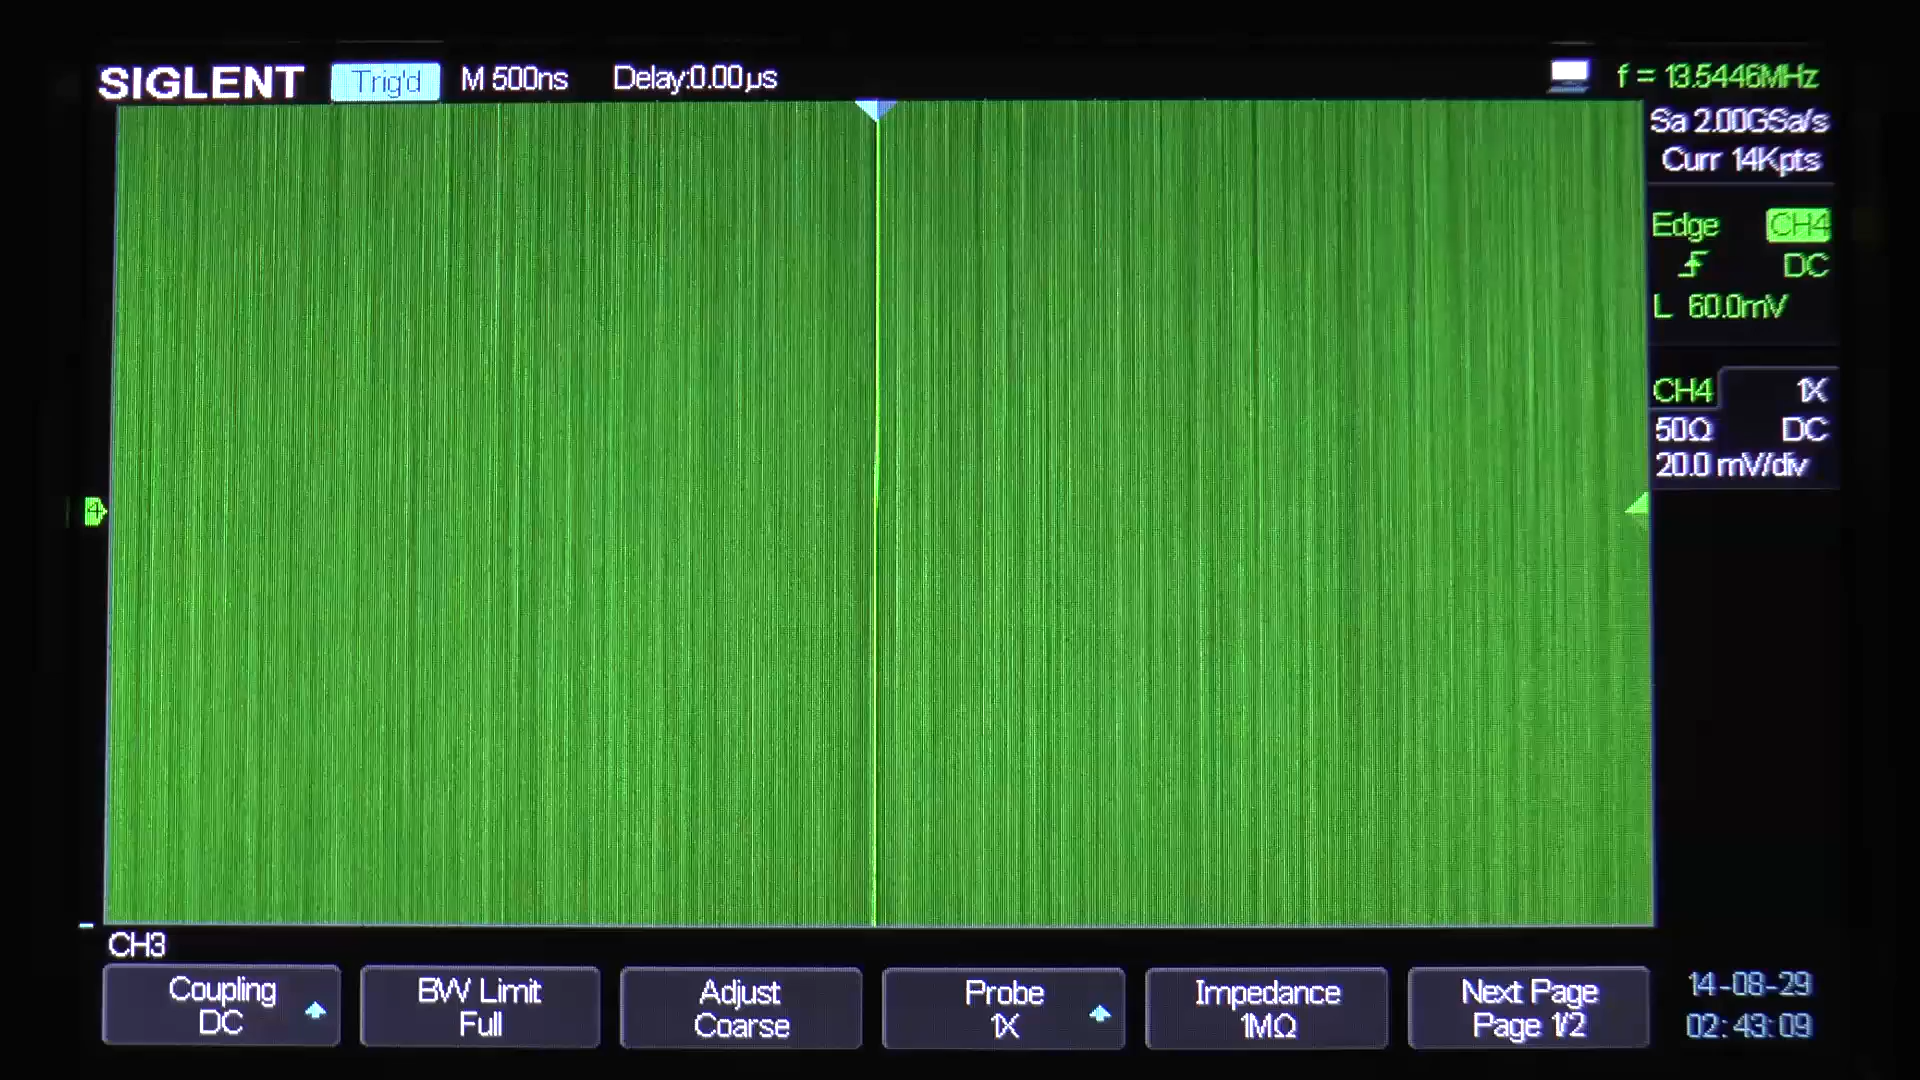 SIGLENT Trig'd M 500ns Delay:0.00µs f = 13.5446MHz
Sa 2.00GSa/s
Curr 14Kpts
Edge CH4
DC
L 60.0mV
CH4 1X
50Ω DC
20.0 mV/div
4
CH3
Coupling
DC
BW Limit
Full
Adjust
Coarse
Probe
1X
Impedance
1MΩ
Next Page
Page 1/2
14-08-29
02:43:09